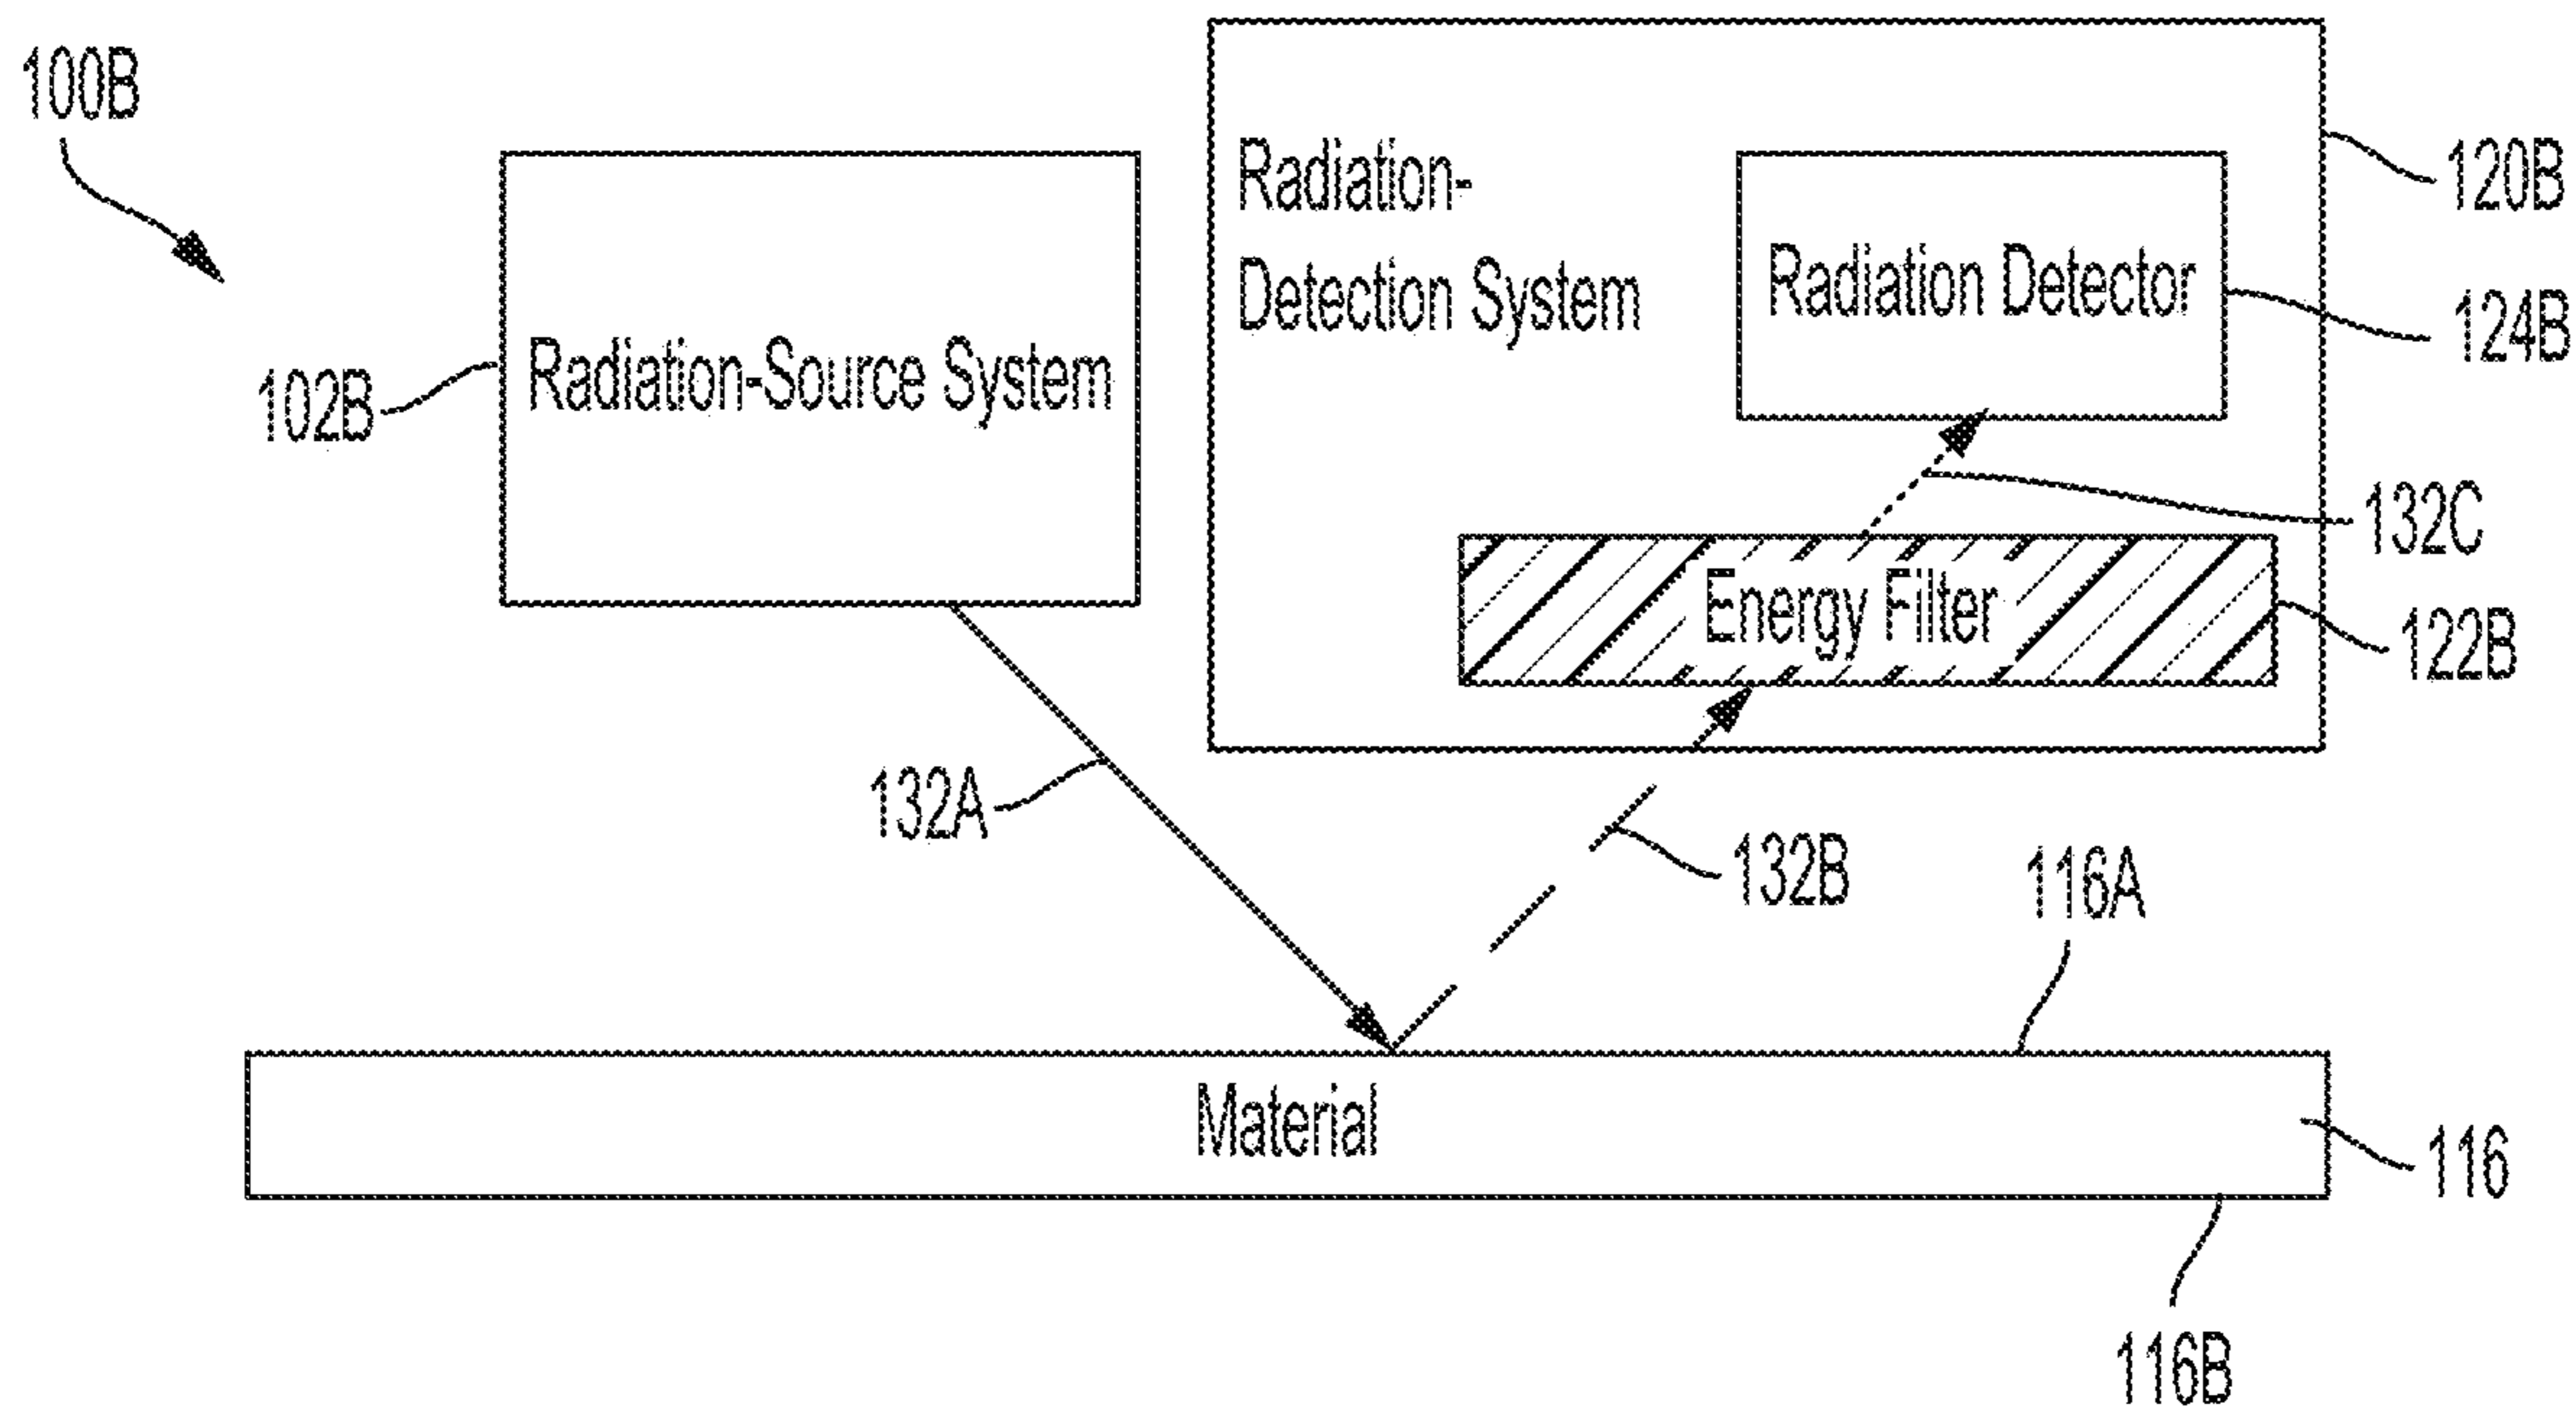 100B
Radiation-
Detection System
120B
Radiation Detector
124B
Radiation-Source System
102B
132C
Energy Filter
122B
132A
132B
116A
Material
116
116B